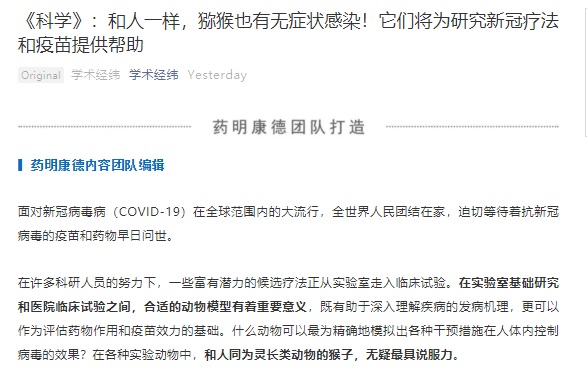 《科学》：和人一样，猕猴也有无症状感染！它们将为研究新冠疗法
和疫苗提供帮助
Original 学术经纬 学术经纬 Yesterday
药明康德团队打造
药明康德内容团队编辑
面对新冠病毒病（COVID-19）在全球范围内的大流行，全世界人民团结在家，迫切等待着抗新冠
病毒的疫苗和药物早日问世。
在许多科研人员的努力下，一些富有潜力的候选疗法正从实验室走入临床试验。在实验室基础研究
和医院临床试验之间，合适的动物模型有着重要意义，既有助于深入理解疾病的发病机理，更可以
作为评估药物作用和疫苗效力的基础。什么动物可以最为精确地模拟出各种干预措施在人体内控制
病毒的效果？在各种实验动物中，和人同为灵长类动物的猴子，无疑最具说服力。